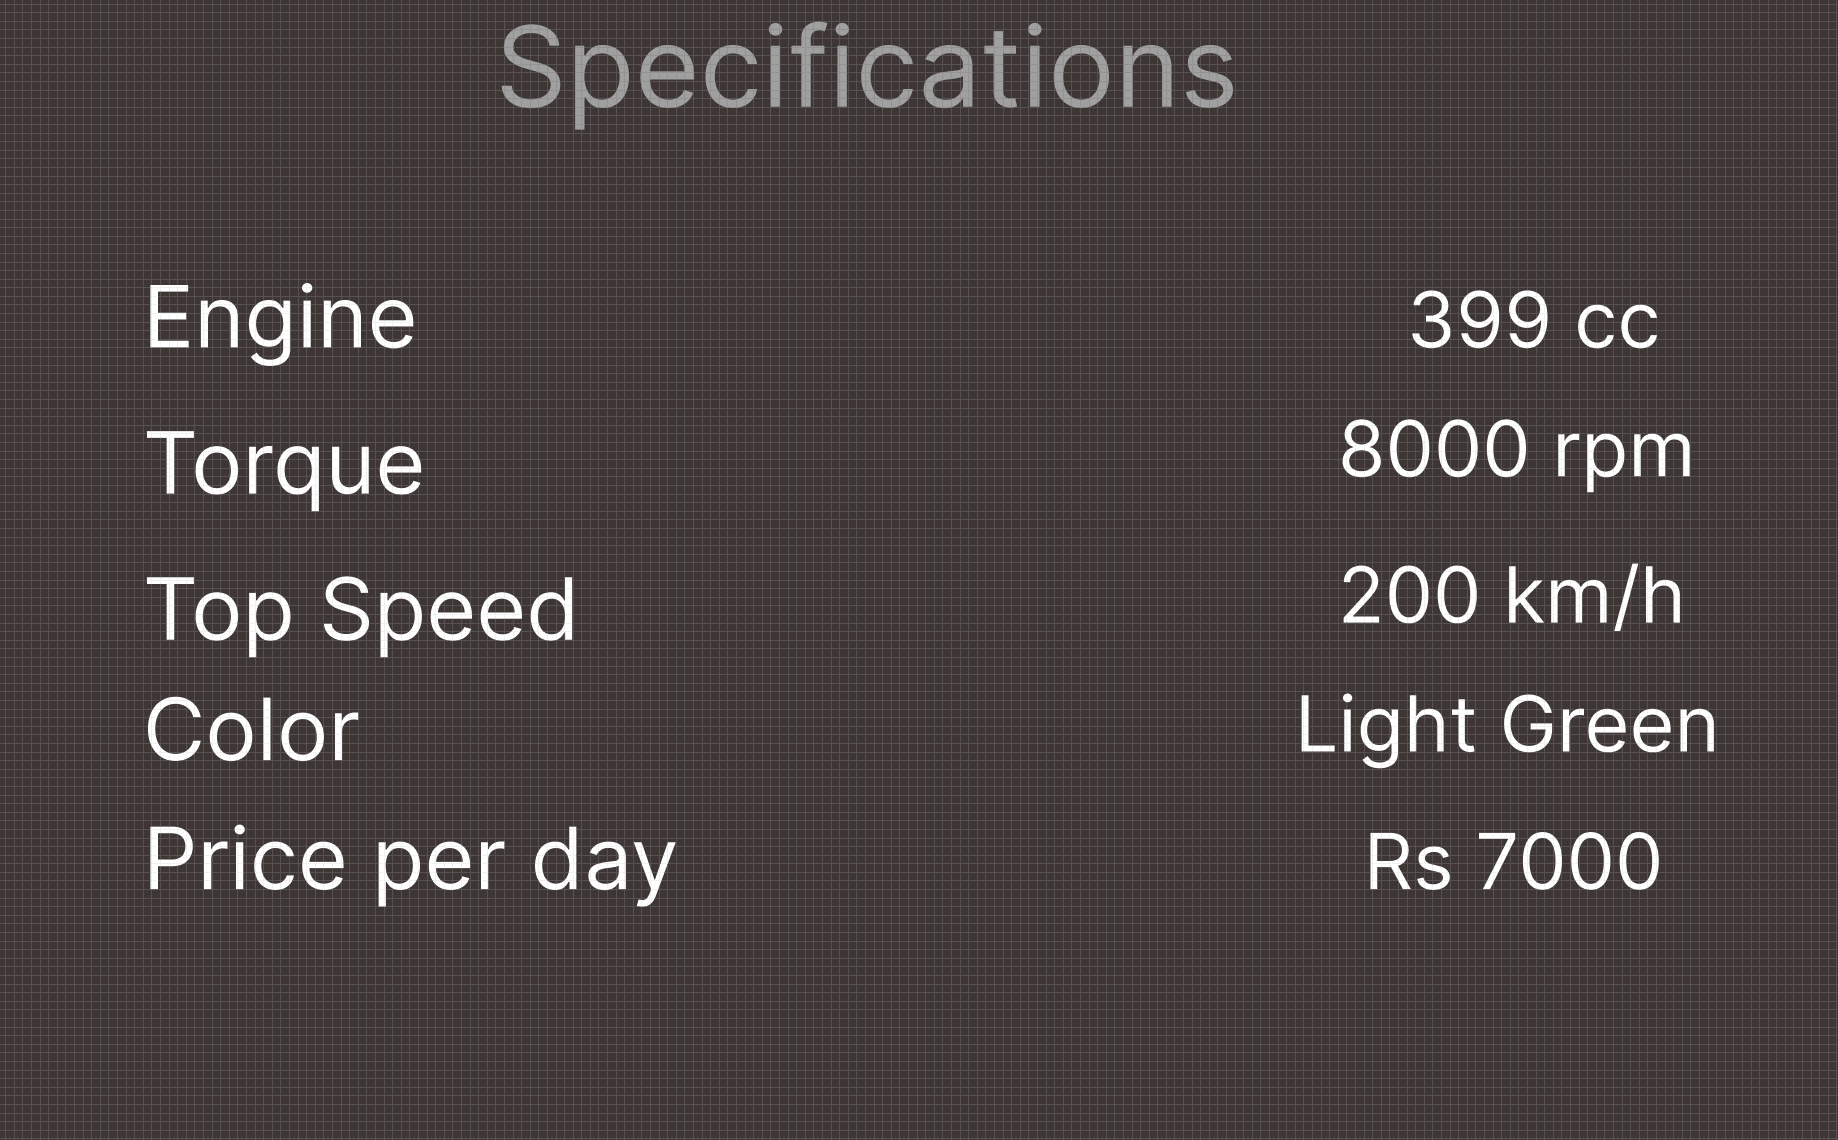 Specifications
Engine 399 cc
Torque 8000 rpm
Top Speed 200 km/h
Color Light Green
Price per day Rs 7000